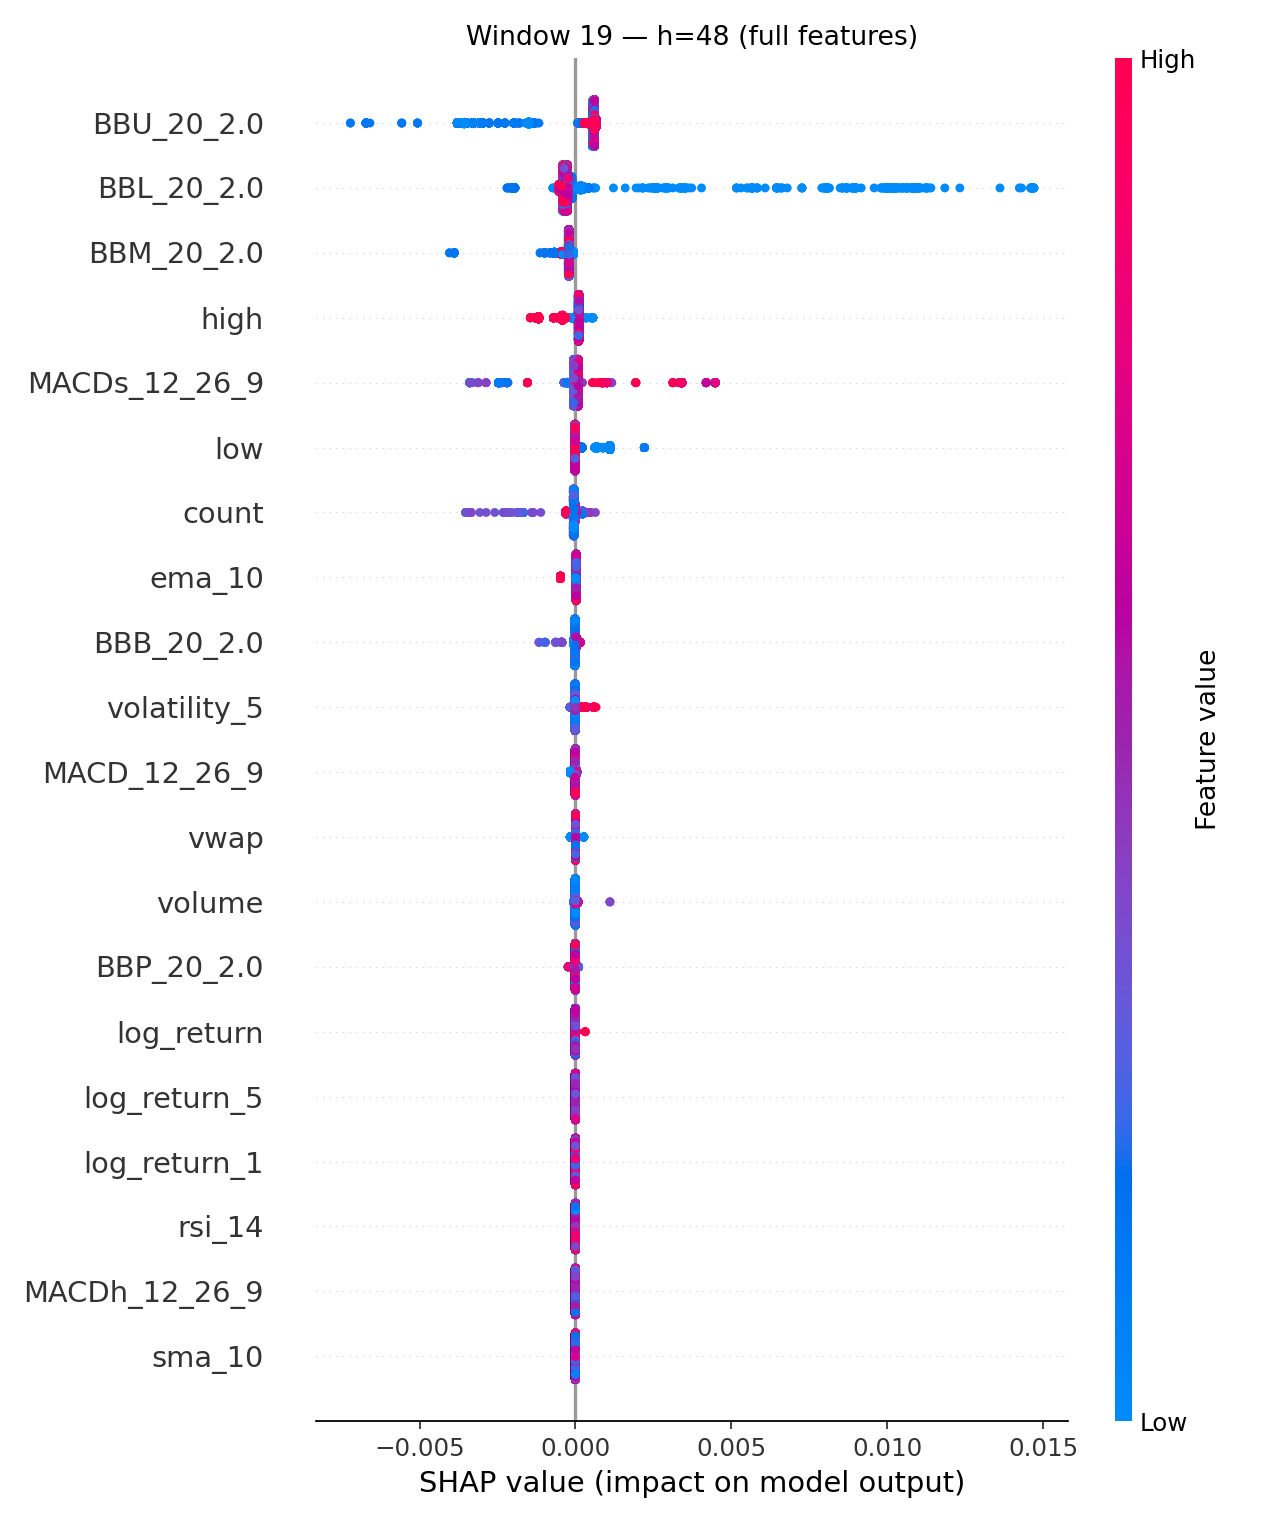 Window 19 — h=48 (full features)
High
BBU_20_2.0
BBL_20_2.0
BBM_20_2.0
high
MACDs_12_26_9
low
count
ema_10
BBB_20_2.0
volatility_5
MACD_12_26_9
vwap
volume
BBP_20_2.0
log_return
log_return_5
log_return_1
rsi_14
MACDh_12_26_9
sma_10
Feature value
Low
−0.005 0.000 0.005 0.010 0.015
SHAP value (impact on model output)